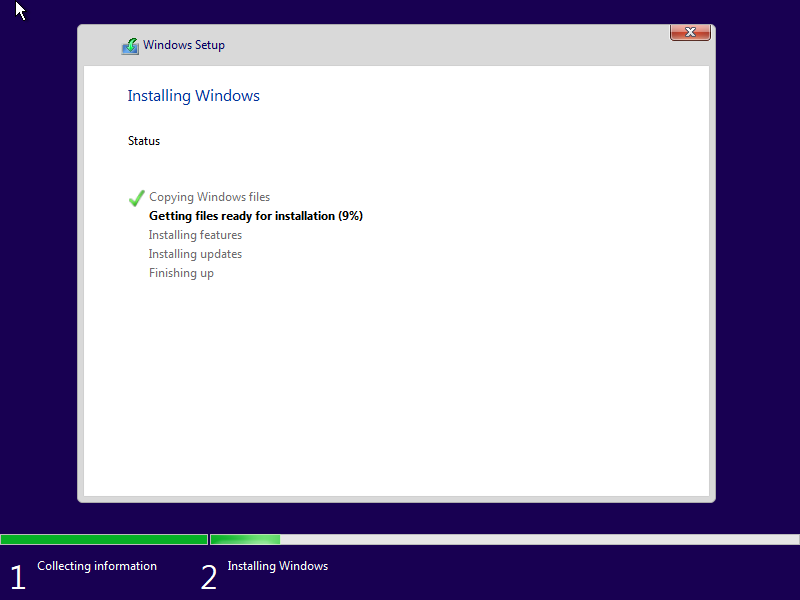 Windows Setup
Installing Windows
Status
Copying Windows files
Getting files ready for installation (9%)
Installing features
Installing updates
Finishing up
1 Collecting information
2 Installing Windows